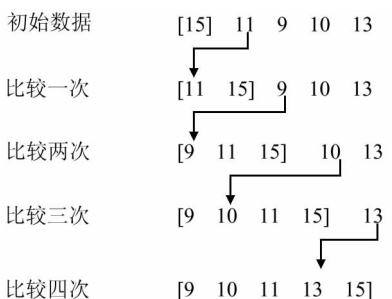 初始数据 [15] 11 9 10 13
比较一次 [11 15] 9 10 13
比较两次 [9 11 15] 10 13
比较三次 [9 10 11 15] 13
比较四次 [9 10 11 13 15]